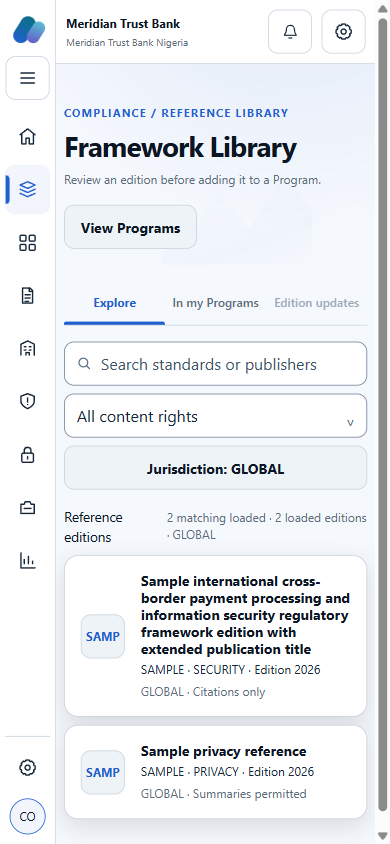 Meridian Trust Bank
Meridian Trust Bank Nigeria
COMPLIANCE / REFERENCE LIBRARY
Framework Library
Review an edition before adding it to a Program.
View Programs
Explore
In my Programs
Edition updates
Search standards or publishers
All content rights
v
Jurisdiction: GLOBAL
Reference
editions
2 matching loaded · 2 loaded editions
· GLOBAL
SAMP
Sample international cross-
border payment processing and
information security regulatory
framework edition with
extended publication title
SAMPLE · SECURITY · Edition 2026
GLOBAL · Citations only
SAMP
Sample privacy reference
SAMPLE · PRIVACY · Edition 2026
GLOBAL · Summaries permitted
CO